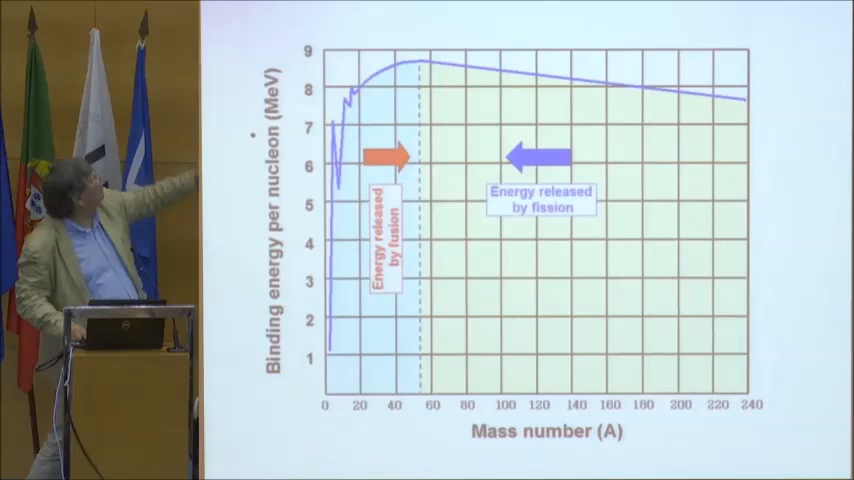 9
8
7
6
5
4
3
2
1
Binding energy per nucleon (MeV)
Energy released
by fusion
Energy released
by fission
0 20 40 60 80 100 120 140 160 180 200 220 240
Mass number (A)